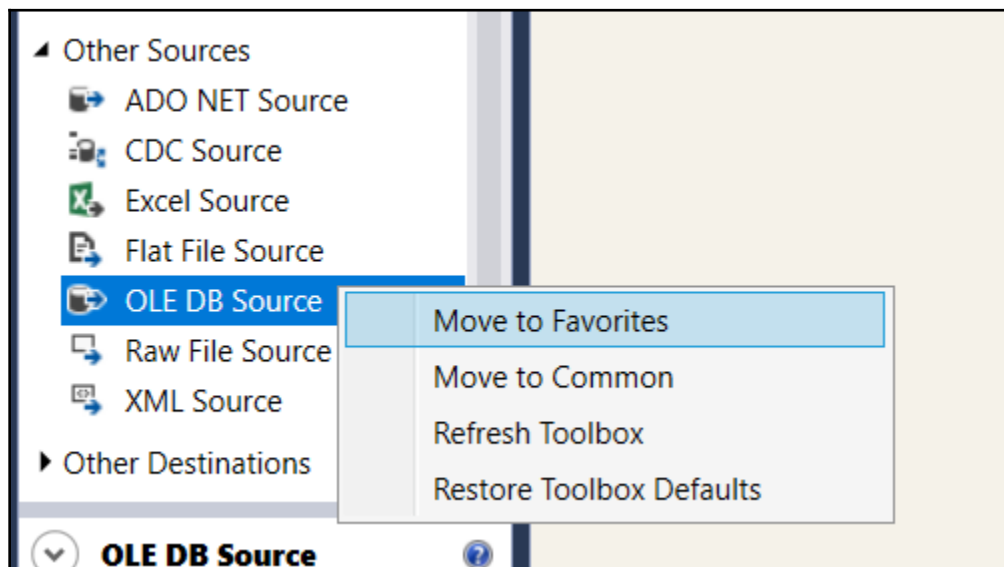 Other Sources
ADO NET Source
CDC Source
Excel Source
Flat File Source
OLE DB Source
Raw File Source
XML Source
Other Destinations
Move to Favorites
Move to Common
Refresh Toolbox
Restore Toolbox Defaults
OLE DB Source